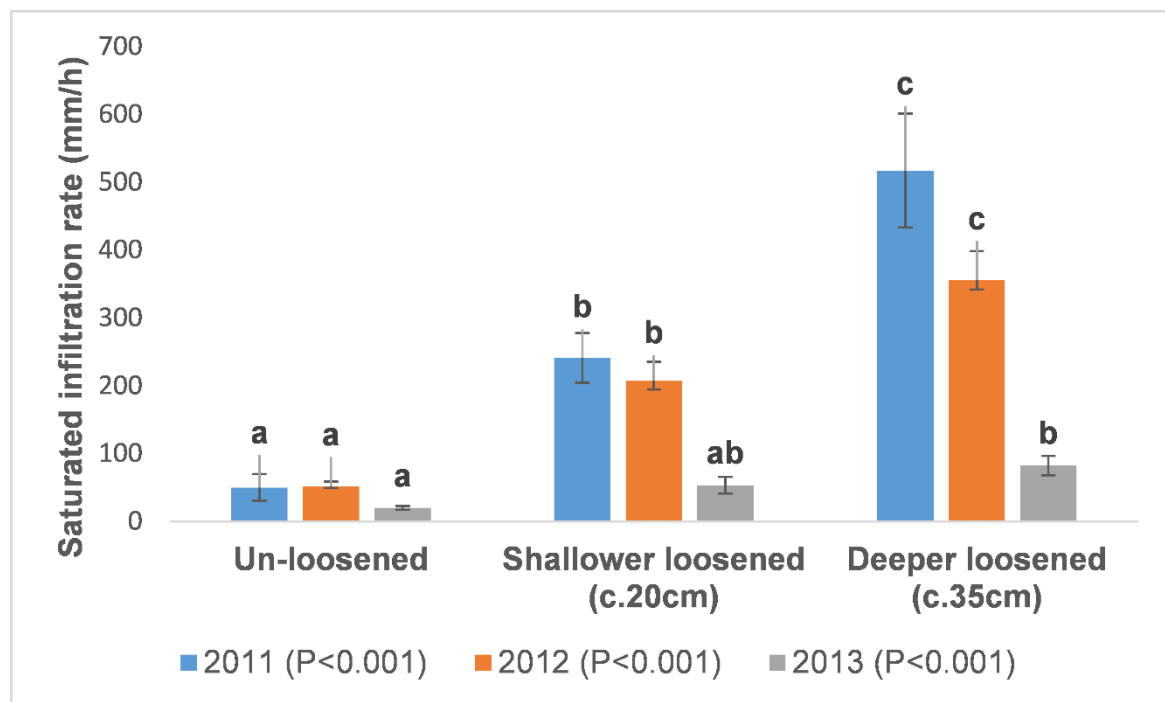 Saturated infiltration rate (mm/h)
700
600
500
400
300
200
100
0
a
a
a
b
b
ab
c
c
b
Un-loosened
Shallower loosened
(c.20cm)
Deeper loosened
(c.35cm)
2011 (P<0.001)
2012 (P<0.001)
2013 (P<0.001)